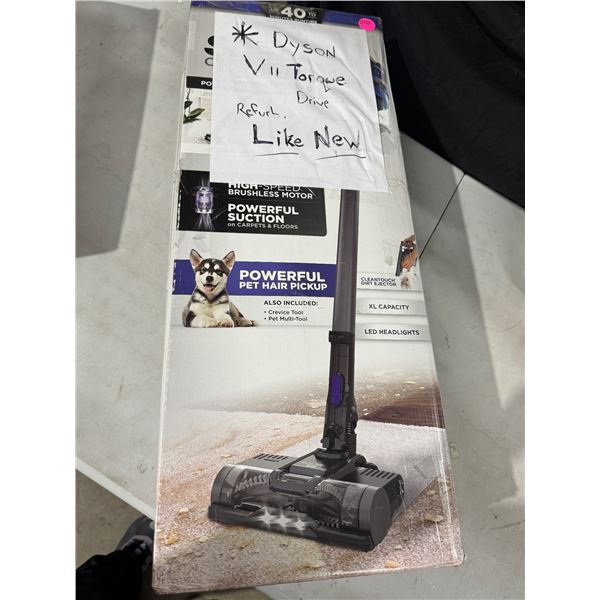 40 TO
* DYSON
V11 Torque
Drive
Refurb.
Like New
HIGH-SPEED
BRUSHLESS MOTOR
POWERFUL
SUCTION
on CARPETS & FLOORS
POWERFUL
PET HAIR PICKUP
ALSO INCLUDED:
• Crevice Tool
• Pet Multi-Tool
CLEANTOUCH
DIRT EJECTOR
XL CAPACITY
LED HEADLIGHTS